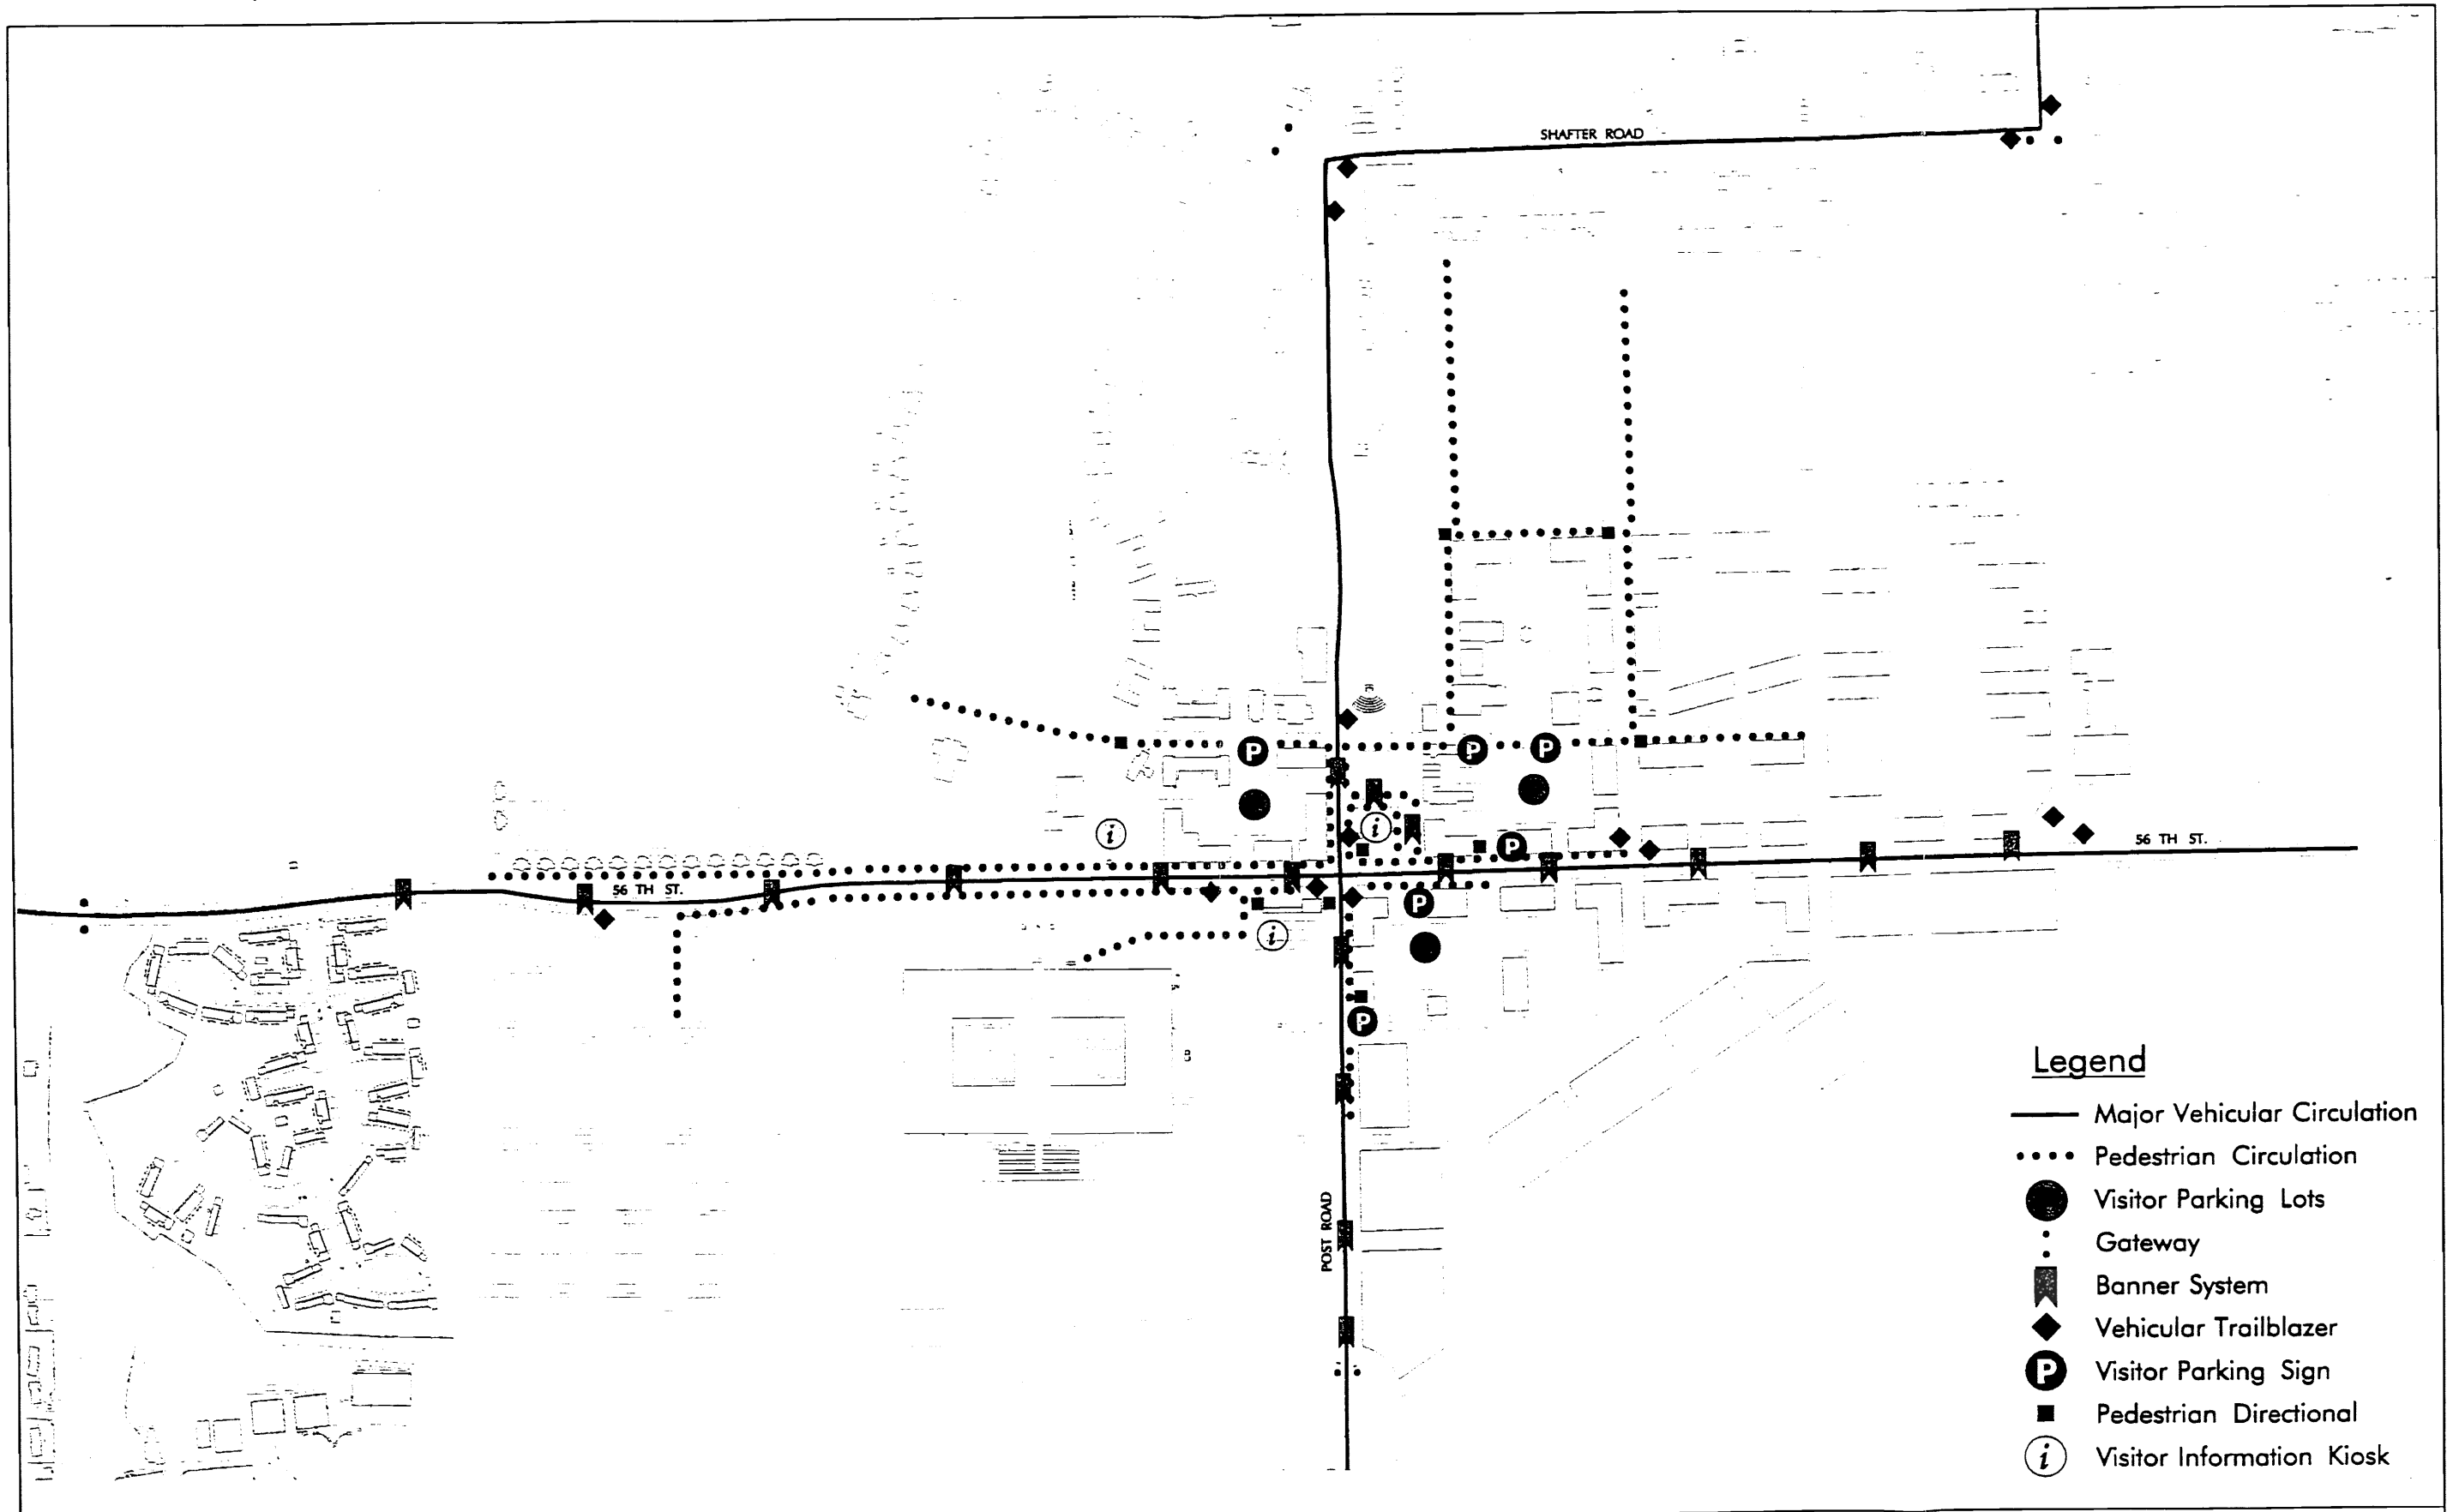 SHAFTER ROAD
P
P
P
i
i
P
56 TH ST.
56 TH ST.
P
i
P
POST ROAD
Legend
Major Vehicular Circulation
Pedestrian Circulation
Visitor Parking Lots
Gateway
Banner System
Vehicular Trailblazer
P Visitor Parking Sign
Pedestrian Directional
i Visitor Information Kiosk